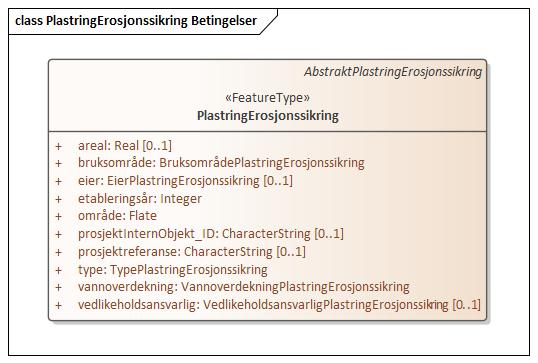 class PlastringErosjonssikring Betingelser
AbstraktPlastringErosjonssikring
«FeatureType»
PlastringErosjonssikring
+ areal: Real [0..1]
+ bruksområde: BruksområdePlastringErosjonssikring
+ eier: EierPlastringErosjonssikring [0..1]
+ etableringsår: Integer
+ område: Flate
+ prosjektInternObjekt_ID: CharacterString [0..1]
+ prosjektreferanse: CharacterString [0..1]
+ type: TypePlastringErosjonssikring
+ vannoverdekning: VannoverdekningPlastringErosjonssikring
+ vedlikeholdsansvarlig: VedlikeholdsansvarligPlastringErosjonssikring [0..1]